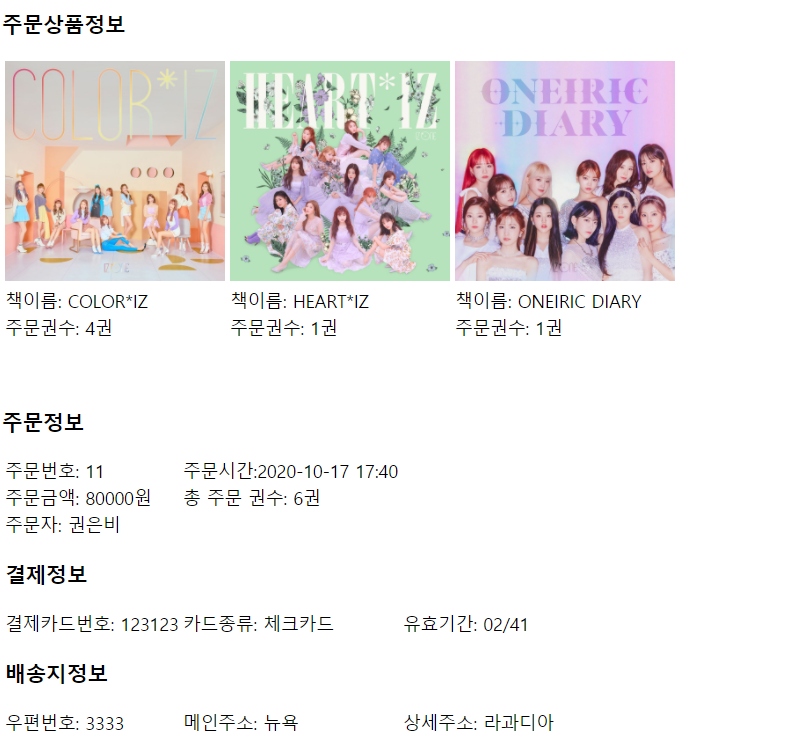 주문상품정보
COLOR*IZ
HEART*IZ
ONEIRIC
DIARY
책이름: COLOR*IZ
주문권수: 4권
책이름: HEART*IZ
주문권수: 1권
책이름: ONEIRIC DIARY
주문권수: 1권
주문정보
주문번호: 11 주문시간:2020-10-17 17:40
주문금액: 80000원 총 주문 권수: 6권
주문자: 권은비
결제정보
결제카드번호: 123123 카드종류: 체크카드 유효기간: 02/41
배송지정보
우편번호: 3333 메인주소: 뉴욕 상세주소: 라과디아